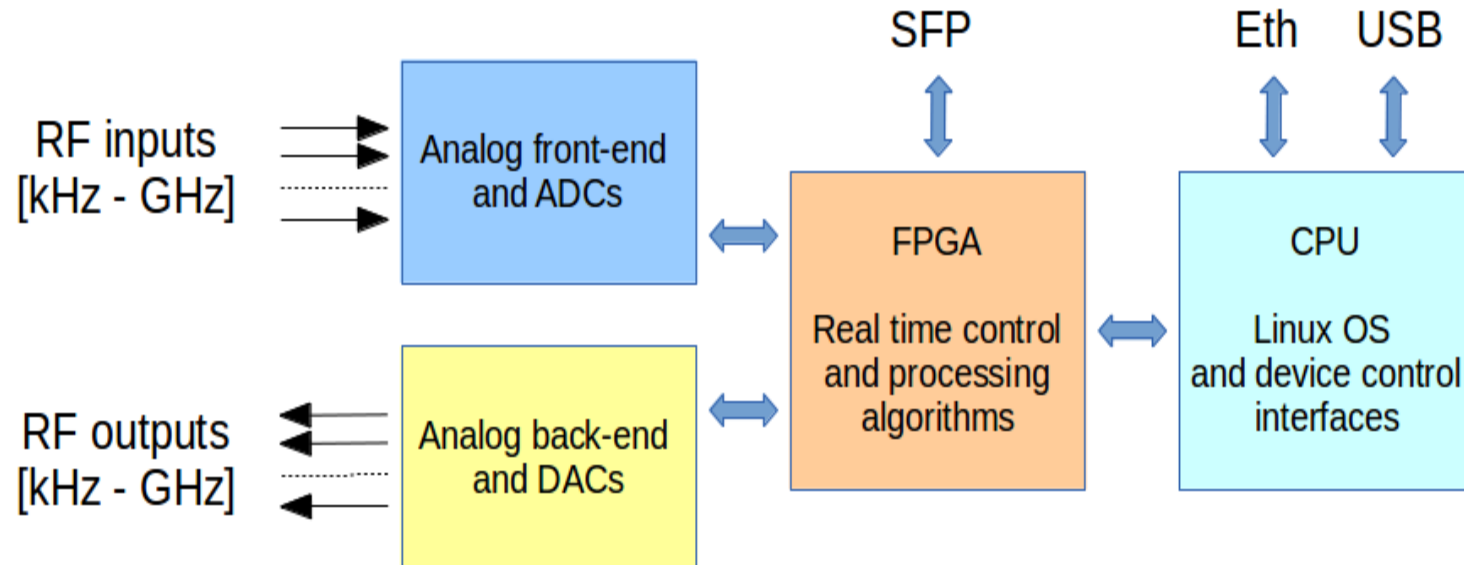 SFP
Eth
USB
RF inputs
[kHz - GHz]
Analog front-end
and ADCs
FPGA
Real time control
and processing
algorithms
CPU
Linux OS
and device control
interfaces
RF outputs
[kHz - GHz]
Analog back-end
and DACs